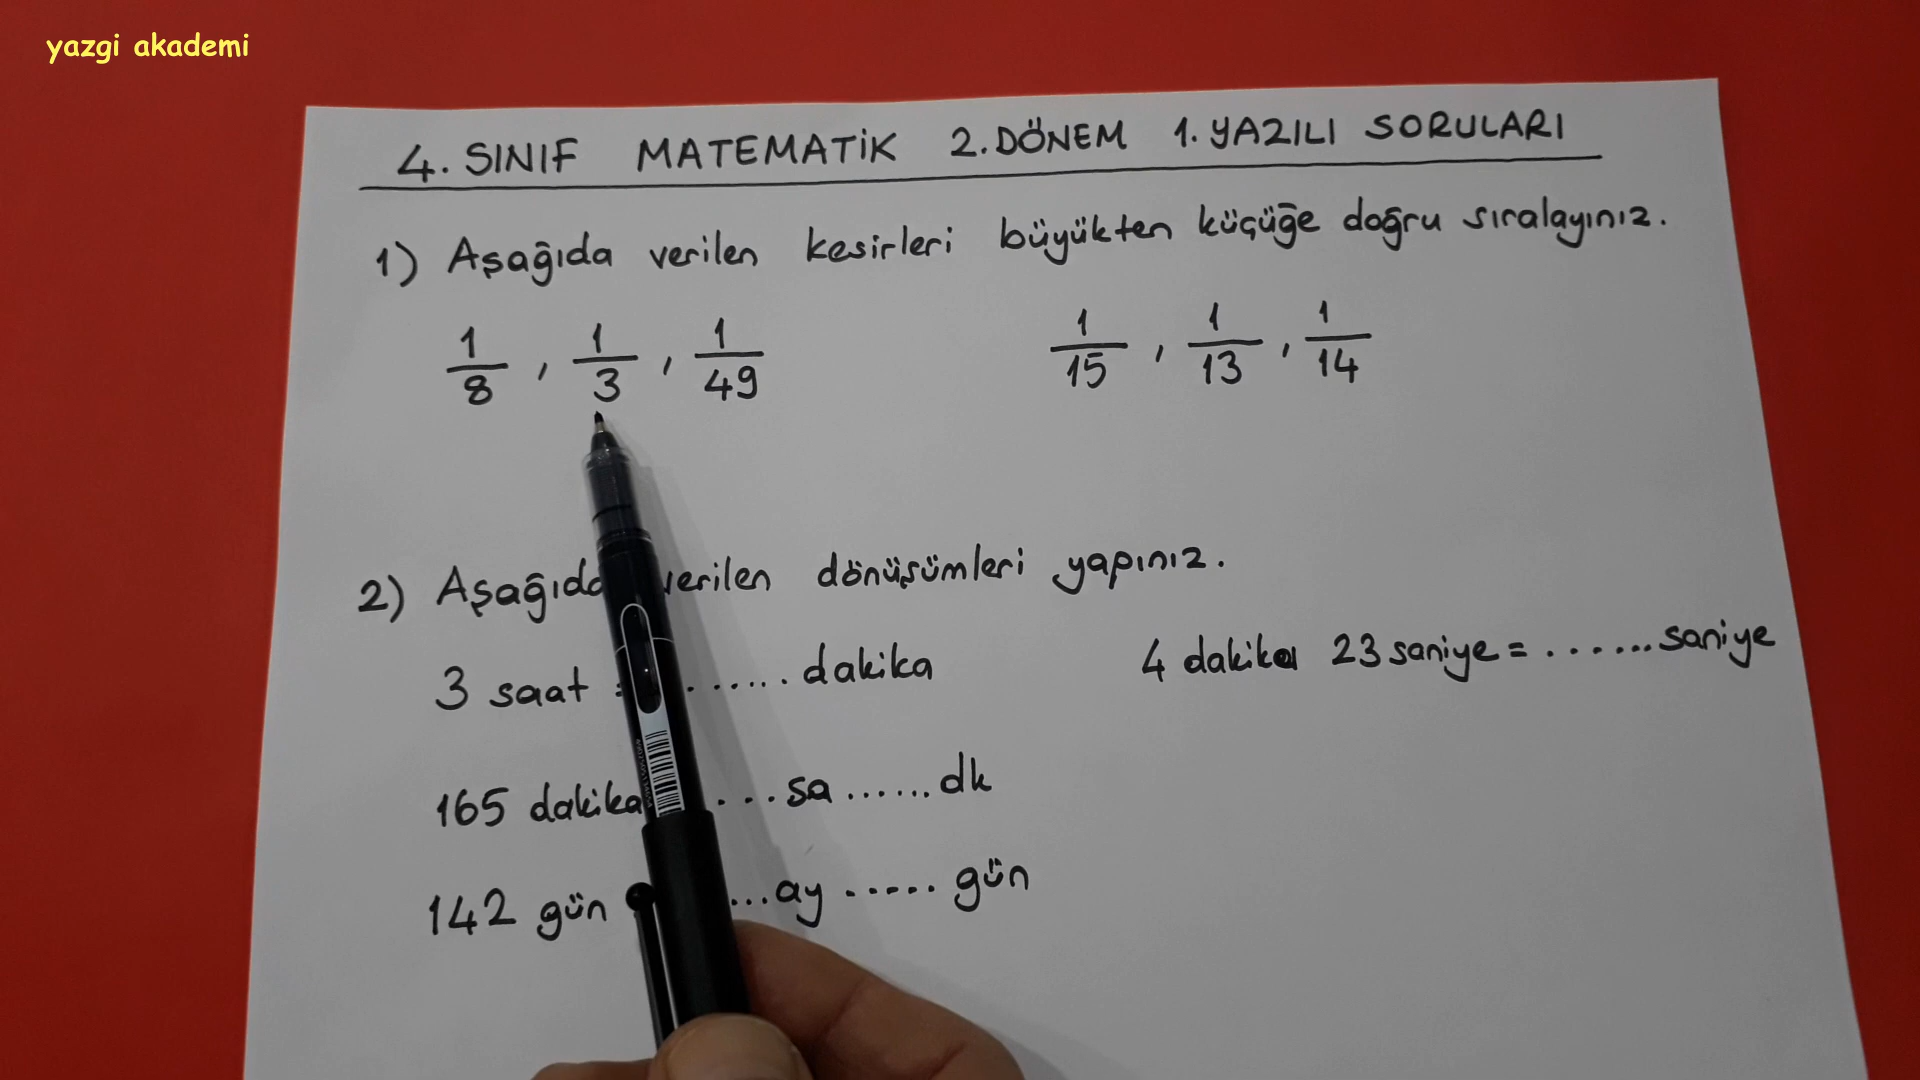 yazgi akademi
4. SINIF MATEMATİK 2. DÖNEM 1. YAZILI SORULARI
1) Aşağıda verilen kesirleri büyükten küçüğe doğru sıralayınız.
1/8 , 1/3 , 1/49 1/15 , 1/13 , 1/14
2) Aşağıda verilen dönüşümleri yapınız.
3 saat = ...... dakika 4 dakika 23 saniye = ....... saniye
165 dakika ... sa ...... dk
142 gün ... ay ..... gün